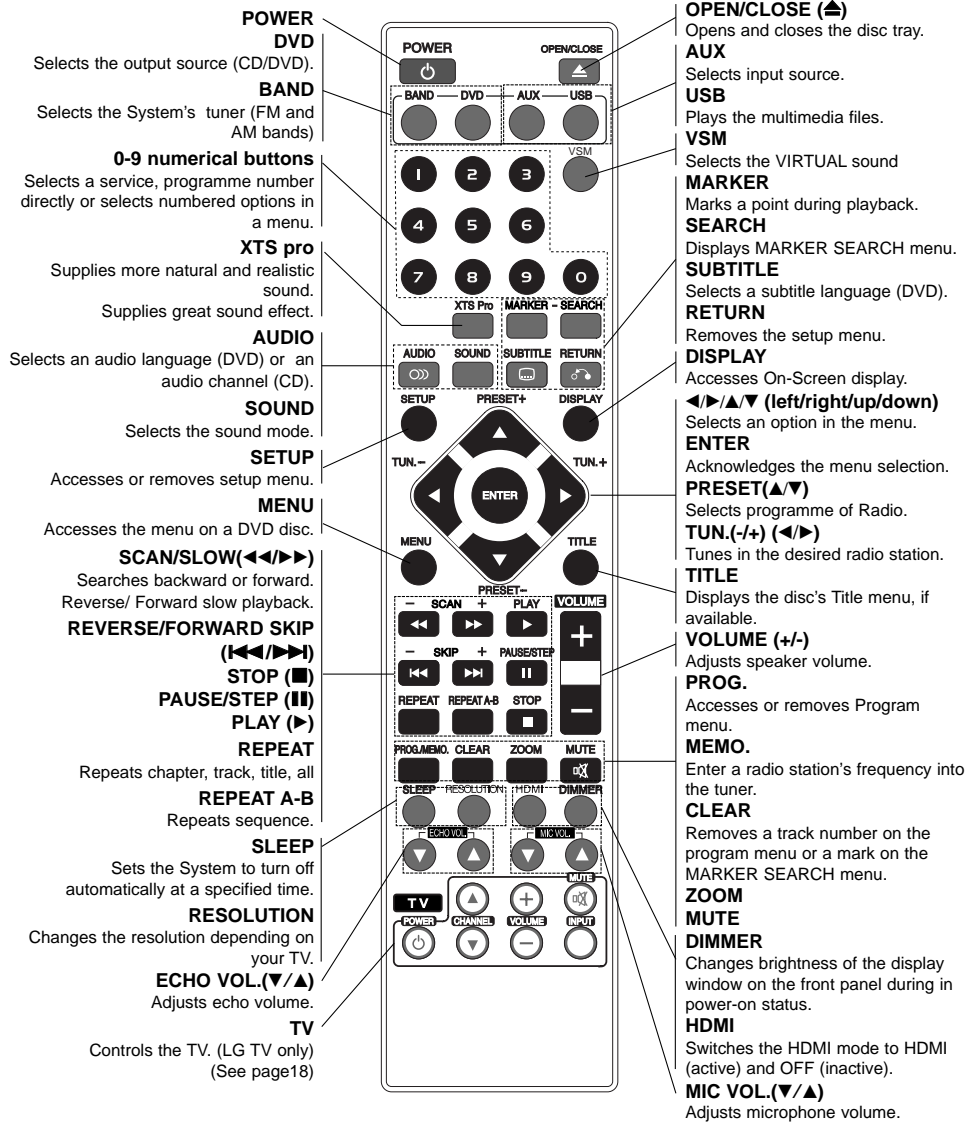 POWER
DVD
Selects the output source (CD/DVD).
BAND
Selects the System's tuner (FM and
AM bands)
0-9 numerical buttons
Selects a service, programme number
directly or selects numbered options in
a menu.
XTS pro
Supplies more natural and realistic
sound.
Supplies great sound effect.
AUDIO
Selects an audio language (DVD) or an
audio channel (CD).
SOUND
Selects the sound mode.
SETUP
Accesses or removes setup menu.
MENU
Accesses the menu on a DVD disc.
SCAN/SLOW(◀◀/▶▶)
Searches backward or forward.
Reverse/ Forward slow playback.
REVERSE/FORWARD SKIP
(|◀◀/▶▶|)
STOP (■)
PAUSE/STEP (❚❚)
PLAY (▶)
REPEAT
Repeats chapter, track, title, all
REPEAT A-B
Repeats sequence.
SLEEP
Sets the System to turn off
automatically at a specified time.
RESOLUTION
Changes the resolution depending on
your TV.
ECHO VOL.(▼/▲)
Adjusts echo volume.
TV
Controls the TV. (LG TV only)
(See page18)
POWER OPEN/CLOSE
BAND DVD AUX USB
VSM
1 2 3
4 5 6
7 8 9 0
XTS Pro MARKER - SEARCH
AUDIO SOUND SUBTITLE RETURN
SETUP PRESET+ DISPLAY
TUN.- TUN.+
ENTER
MENU TITLE
PRESET-
- SCAN + PLAY VOLUME
+
- SKIP + PAUSE/STEP
-
REPEAT REPEAT A-B STOP
PROG./MEMO. CLEAR ZOOM MUTE
SLEEP RESOLUTION HDMI DIMMER
ECHO VOL. MIC VOL.
MUTE
TV
POWER CHANNEL VOLUME INPUT
OPEN/CLOSE (⏏)
Opens and closes the disc tray.
AUX
Selects input source.
USB
Plays the multimedia files.
VSM
Selects the VIRTUAL sound
MARKER
Marks a point during playback.
SEARCH
Displays MARKER SEARCH menu.
SUBTITLE
Selects a subtitle language (DVD).
RETURN
Removes the setup menu.
DISPLAY
Accesses On-Screen display.
◀/▶/▲/▼ (left/right/up/down)
Selects an option in the menu.
ENTER
Acknowledges the menu selection.
PRESET(▲/▼)
Selects programme of Radio.
TUN.(-/+) (◀/▶)
Tunes in the desired radio station.
TITLE
Displays the disc's Title menu, if
available.
VOLUME (+/-)
Adjusts speaker volume.
PROG.
Accesses or removes Program
menu.
MEMO.
Enter a radio station's frequency into
the tuner.
CLEAR
Removes a track number on the
program menu or a mark on the
MARKER SEARCH menu.
ZOOM
MUTE
DIMMER
Changes brightness of the display
window on the front panel during in
power-on status.
HDMI
Switches the HDMI mode to HDMI
(active) and OFF (inactive).
MIC VOL.(▼/▲)
Adjusts microphone volume.